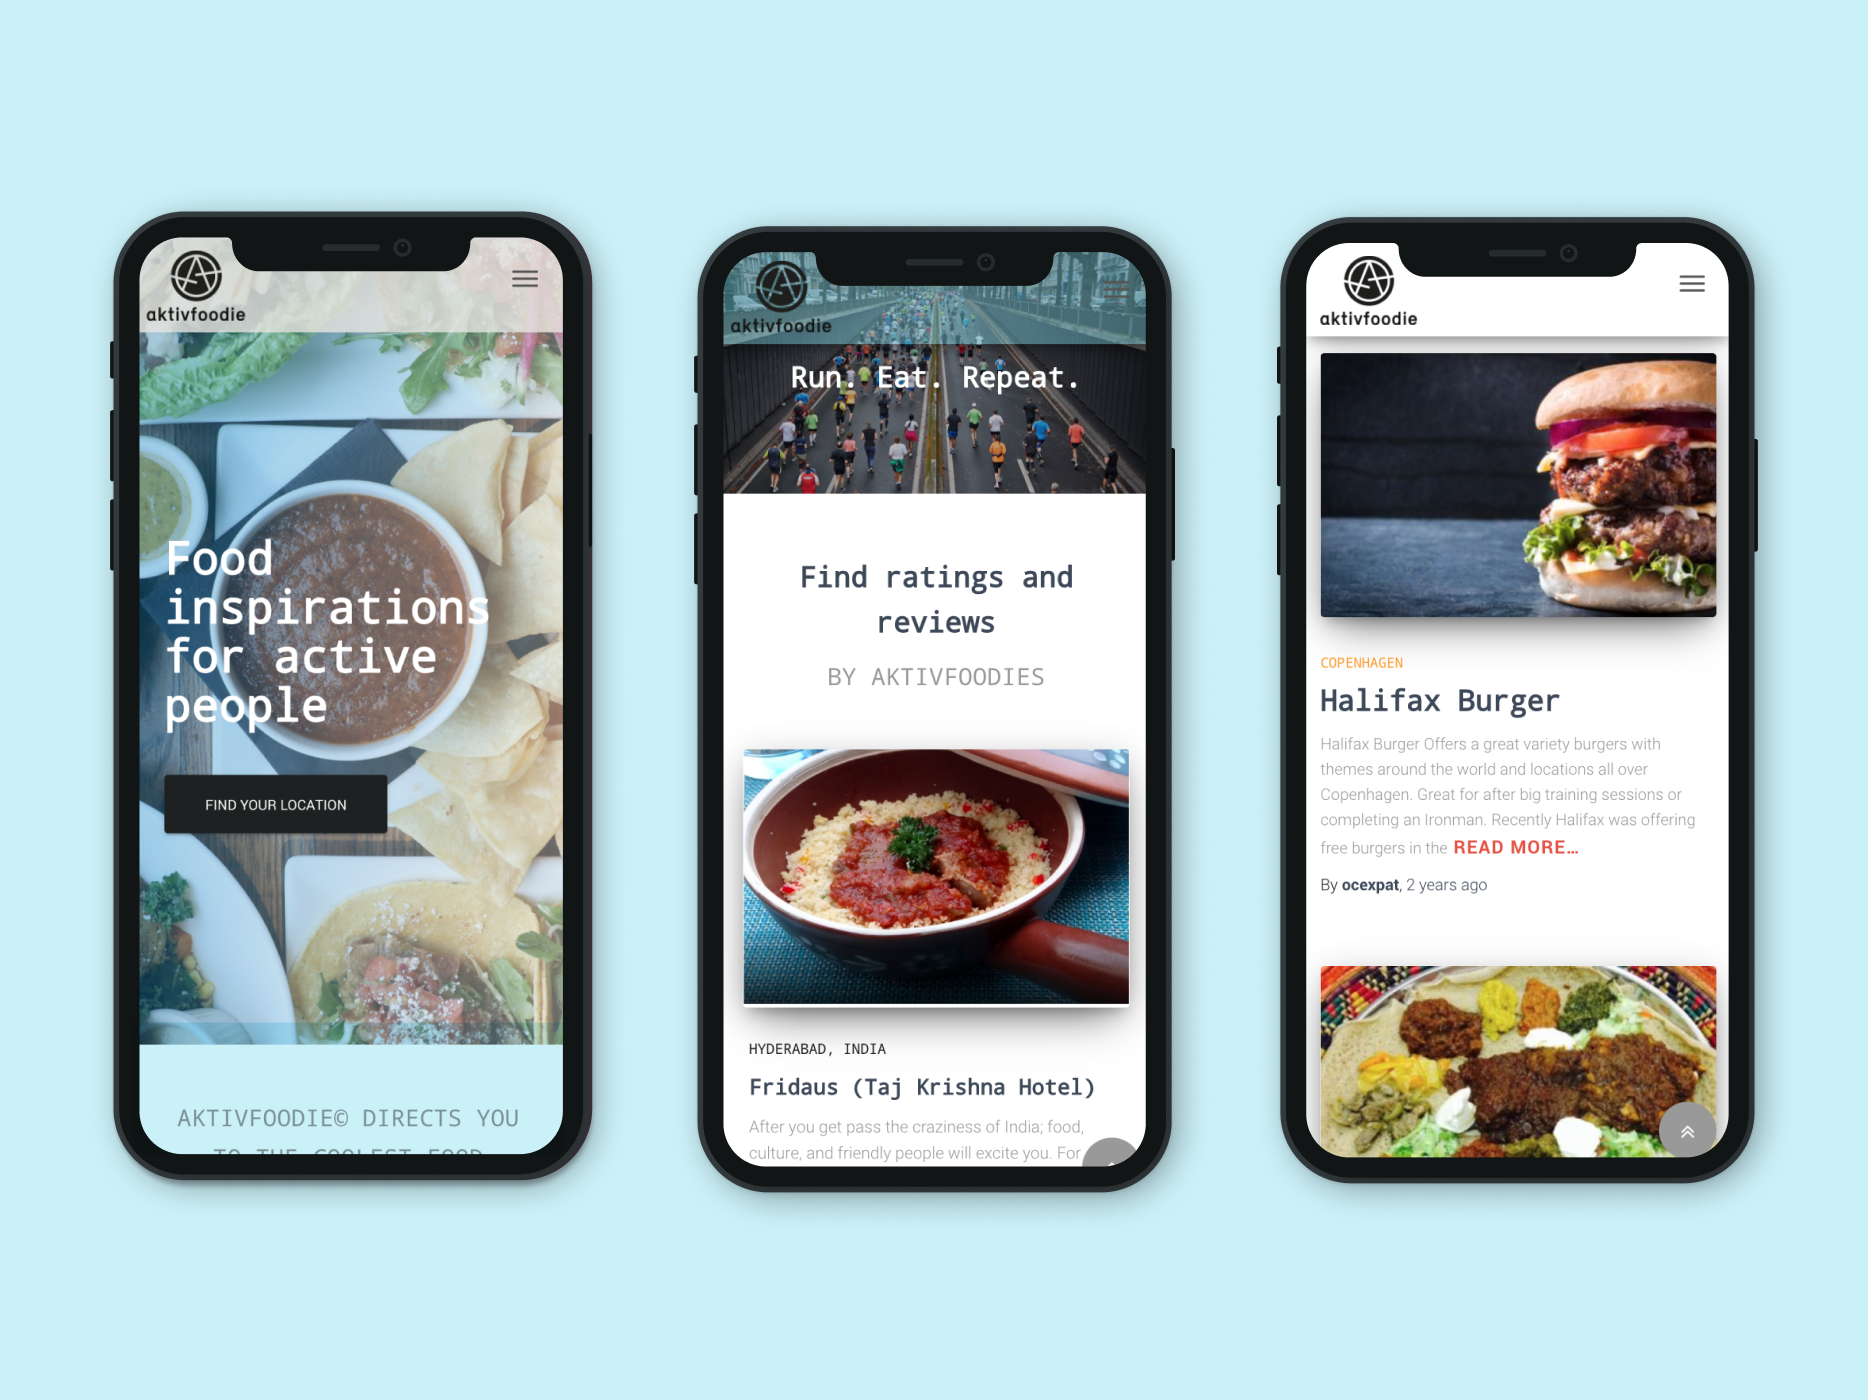 aktivfoodie
Food
inspirations
for active
people
FIND YOUR LOCATION
AKTIVFOODIE© DIRECTS YOU
TO THE COOLEST FOOD
aktivfoodie
Run. Eat. Repeat.
Find ratings and
reviews
BY AKTIVFOODIES
HYDERABAD, INDIA
Fridaus (Taj Krishna Hotel)
After you get pass the craziness of India; food,
culture, and friendly people will excite you. For
aktivfoodie
COPENHAGEN
Halifax Burger
Halifax Burger Offers a great variety burgers with
themes around the world and locations all over
Copenhagen. Great for after big training sessions or
completing an Ironman. Recently Halifax was offering
free burgers in the READ MORE...
By ocexpat, 2 years ago